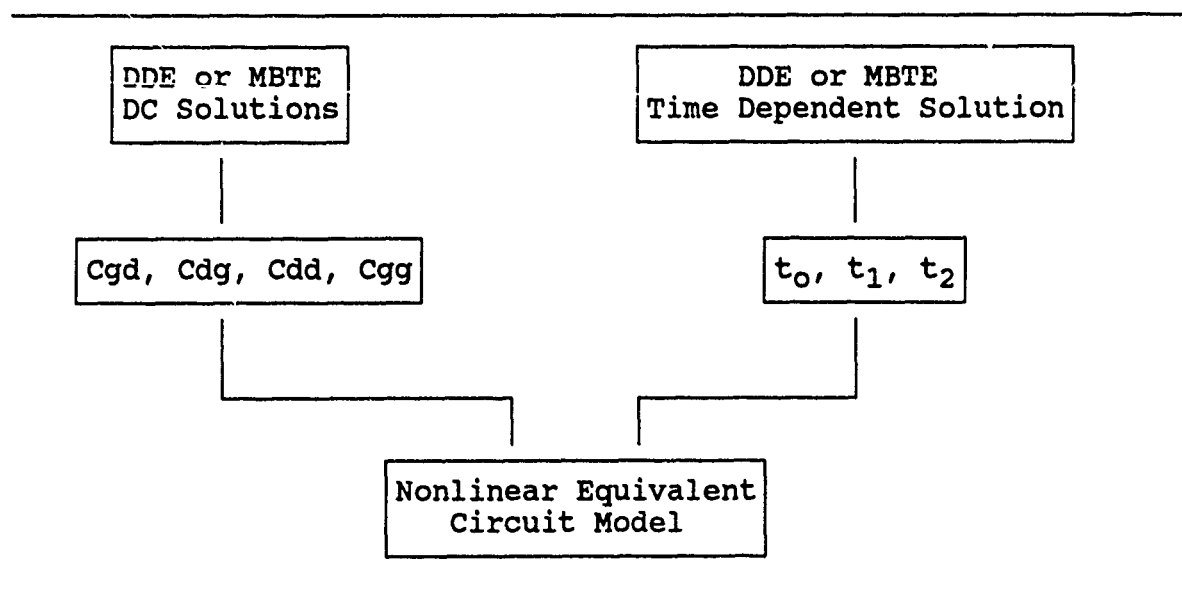 DDE or MBTE
DC Solutions
DDE or MBTE
Time Dependent Solution
Cgd, Cdg, Cdd, Cgg
to, t1, t2
Nonlinear Equivalent
Circuit Model